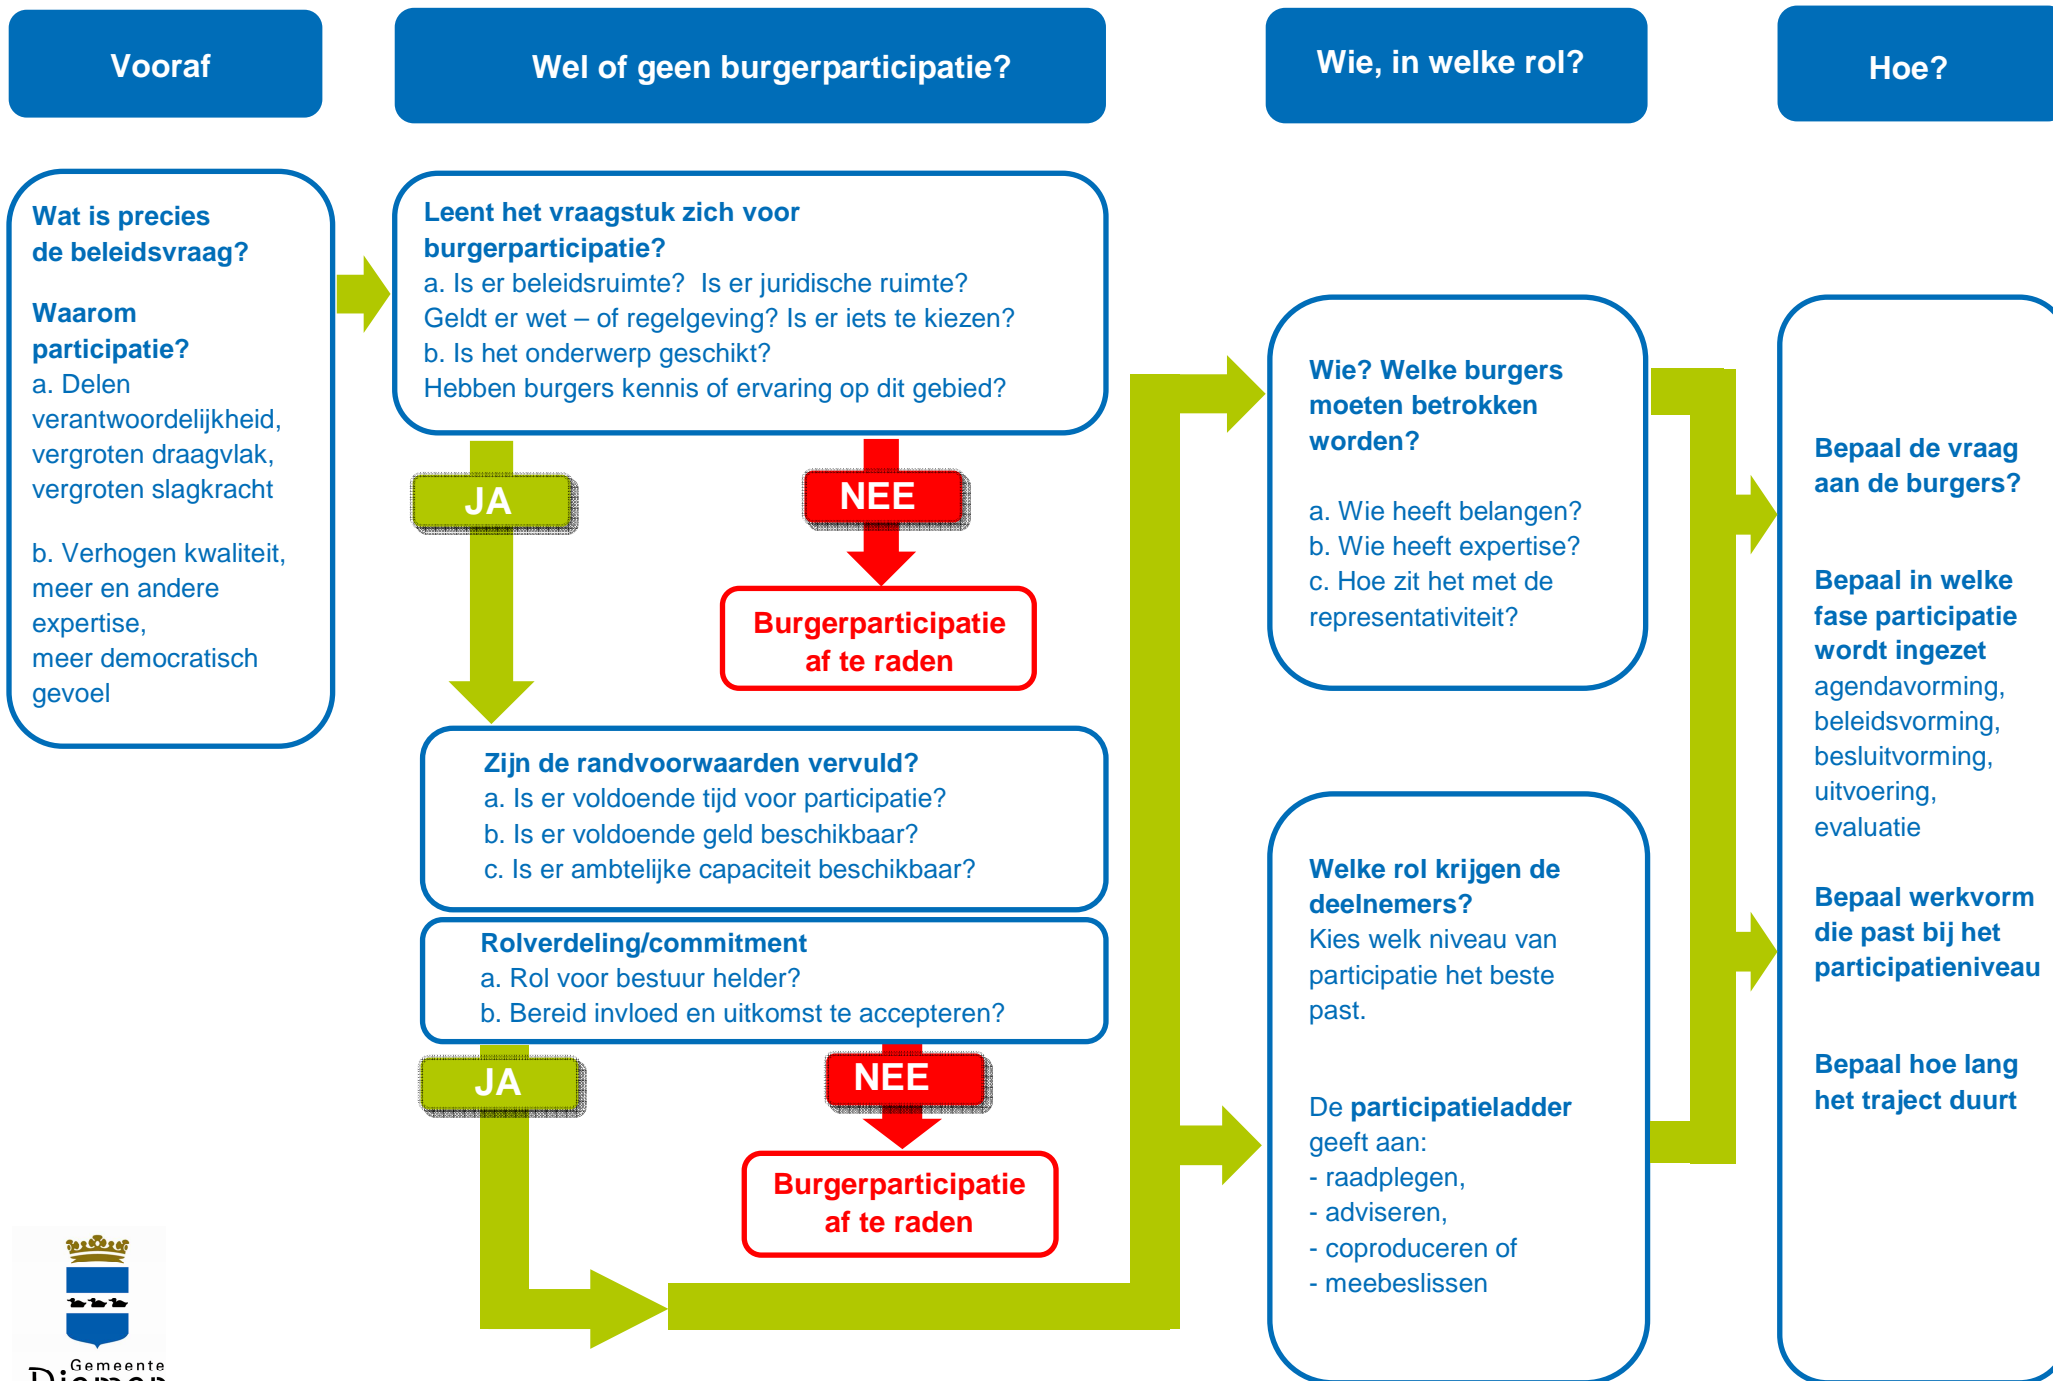 Vooraf
Wel of geen burgerparticipatie?
Wie, in welke rol?
Hoe?
Wat is precies
de beleidsvraag?
Waarom
participatie?
a. Delen
verantwoordelijkheid,
vergroten draagvlak,
vergroten slagkracht
b. Verhogen kwaliteit,
meer en andere
expertise,
meer democratisch
gevoel
Leent het vraagstuk zich voor
burgerparticipatie?
a. Is er beleidsruimte?  Is er juridische ruimte?
Geldt er wet – of regelgeving? Is er iets te kiezen?
b. Is het onderwerp geschikt?
Hebben burgers kennis of ervaring op dit gebied?
JA
NEE
Burgerparticipatie
af te raden
Zijn de randvoorwaarden vervuld?
a. Is er voldoende tijd voor participatie?
b. Is er voldoende geld beschikbaar?
c. Is er ambtelijke capaciteit beschikbaar?
Rolverdeling/commitment
a. Rol voor bestuur helder?
b. Bereid invloed en uitkomst te accepteren?
JA
NEE
Burgerparticipatie
af te raden
Wie? Welke burgers
moeten betrokken
worden?
a. Wie heeft belangen?
b. Wie heeft expertise?
c. Hoe zit het met de
representativiteit?
Welke rol krijgen de
deelnemers?
Kies welk niveau van
participatie het beste
past.
De participatieladder
geeft aan:
- raadplegen,
- adviseren,
- coproduceren of
- meebeslissen
Bepaal de vraag
aan de burgers?
Bepaal in welke
fase participatie
wordt ingezet
agendavorming,
beleidsvorming,
besluitvorming,
uitvoering,
evaluatie
Bepaal werkvorm
die past bij het
participatieniveau
Bepaal hoe lang
het traject duurt
Gemeente
Diemen